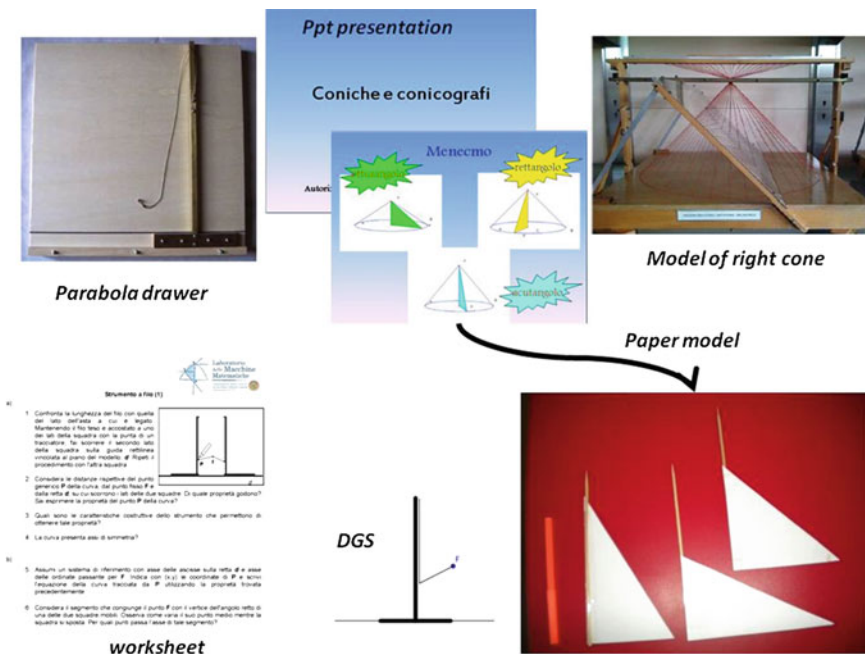 Ppt presentation
Coniche e conicografi
Menecmo
ottusangolo
rettangolo
acutangolo
Parabola drawer
Model of right cone
Paper model
Laboratorio
delle Macchine
Matematiche
Strumento a filo (1)
a)
1 Confronta la lunghezza del filo con quella
del lato dell'asta a cui è legato.
Mantenendo il filo teso e accostato a uno
dei lati della squadra con la punta di un
tracciatore, fai scorrere il secondo lato
della squadra sulla guida rettilinea
vincolata al piano del modello d. Ripeti il
procedimento con l'altra squadra
2 Considera le distanze rispettive del punto
generico P della curva, dal punto fisso F e
dalla retta d, su cui scorrono i lati delle due squadre. Di quale proprietà godono?
Sai esprimere la proprietà del punto P della curva?
3 Quali sono le caratteristiche costruttive dello strumento che permettono di
ottenere tale proprietà?
4 La curva presenta assi di simmetria?
b)
5 Assumi un sistema di riferimento con asse delle ascisse sulla retta d e asse
delle ordinate passante per F. Indica con (x,y) le coordinate di P e scrivi
l'equazione della curva tracciata da P utilizzando la proprietà trovata
precedentemente
6 Considera il segmento che congiunge il punto F con il vertice dell'angolo retto di
una delle due squadre mobili. Osserva come varia il suo punto medio mentre la
squadra si sposta. Per quali punti passa l'asse di tale segmento?
worksheet
DGS
F